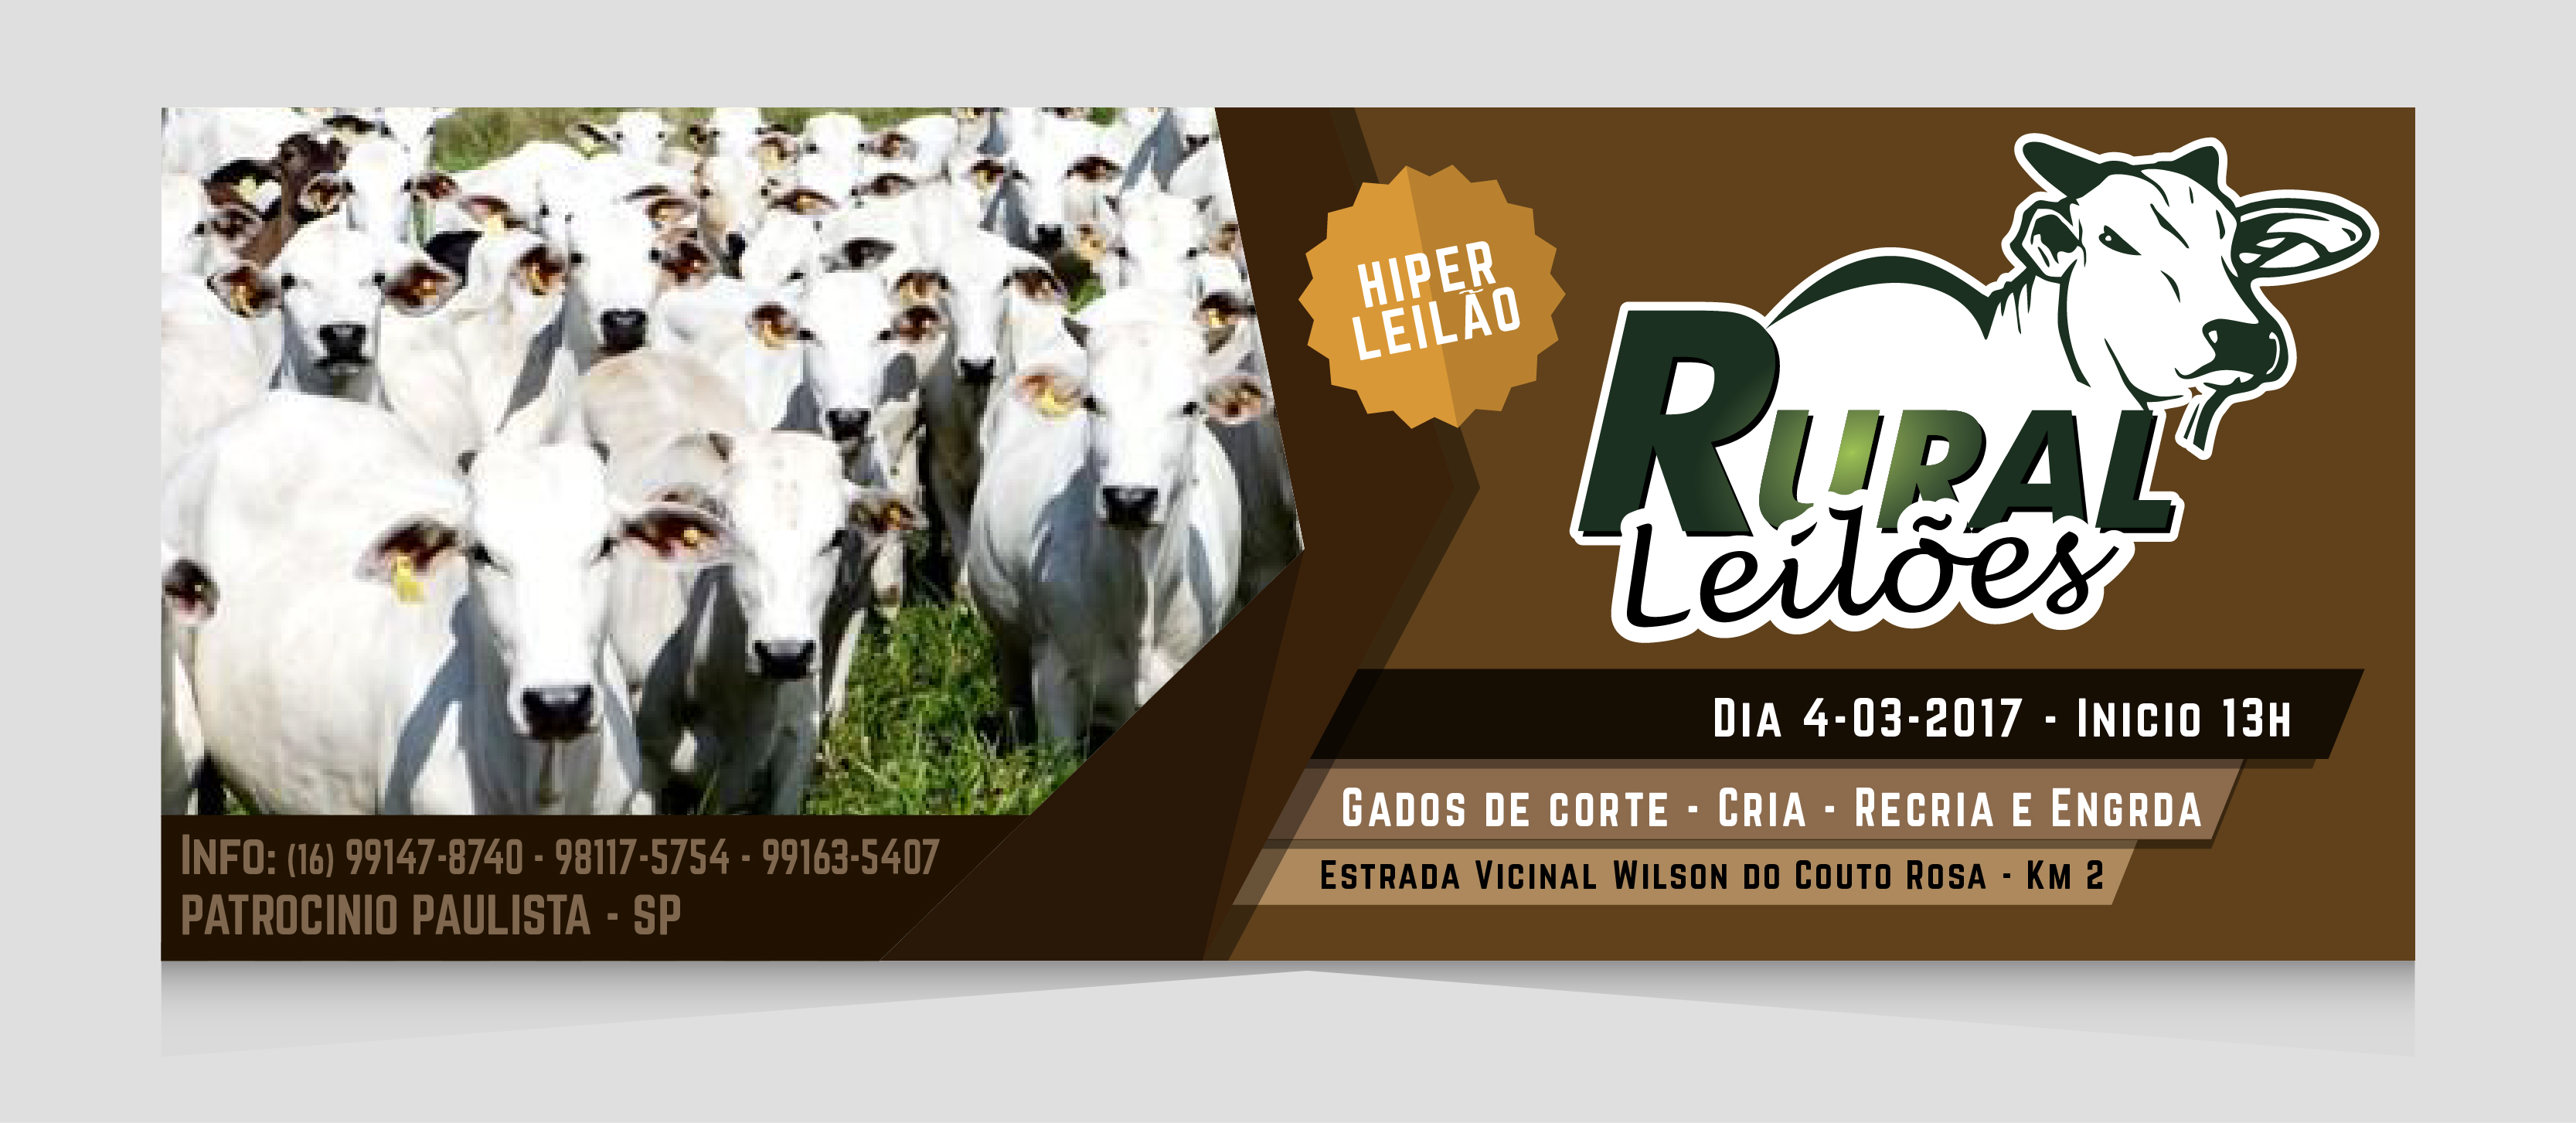 HIPER
LEILÃO
RURAL
Leilões
DIA 4-03-2017 - INICIO 13H
GADOS DE CORTE - CRIA - RECRIA E ENGRDA
ESTRADA VICINAL WILSON DO COUTO ROSA - KM 2
INFO: (16) 99147-8740 - 98117-5754 - 99163-5407
PATROCINIO PAULISTA - SP